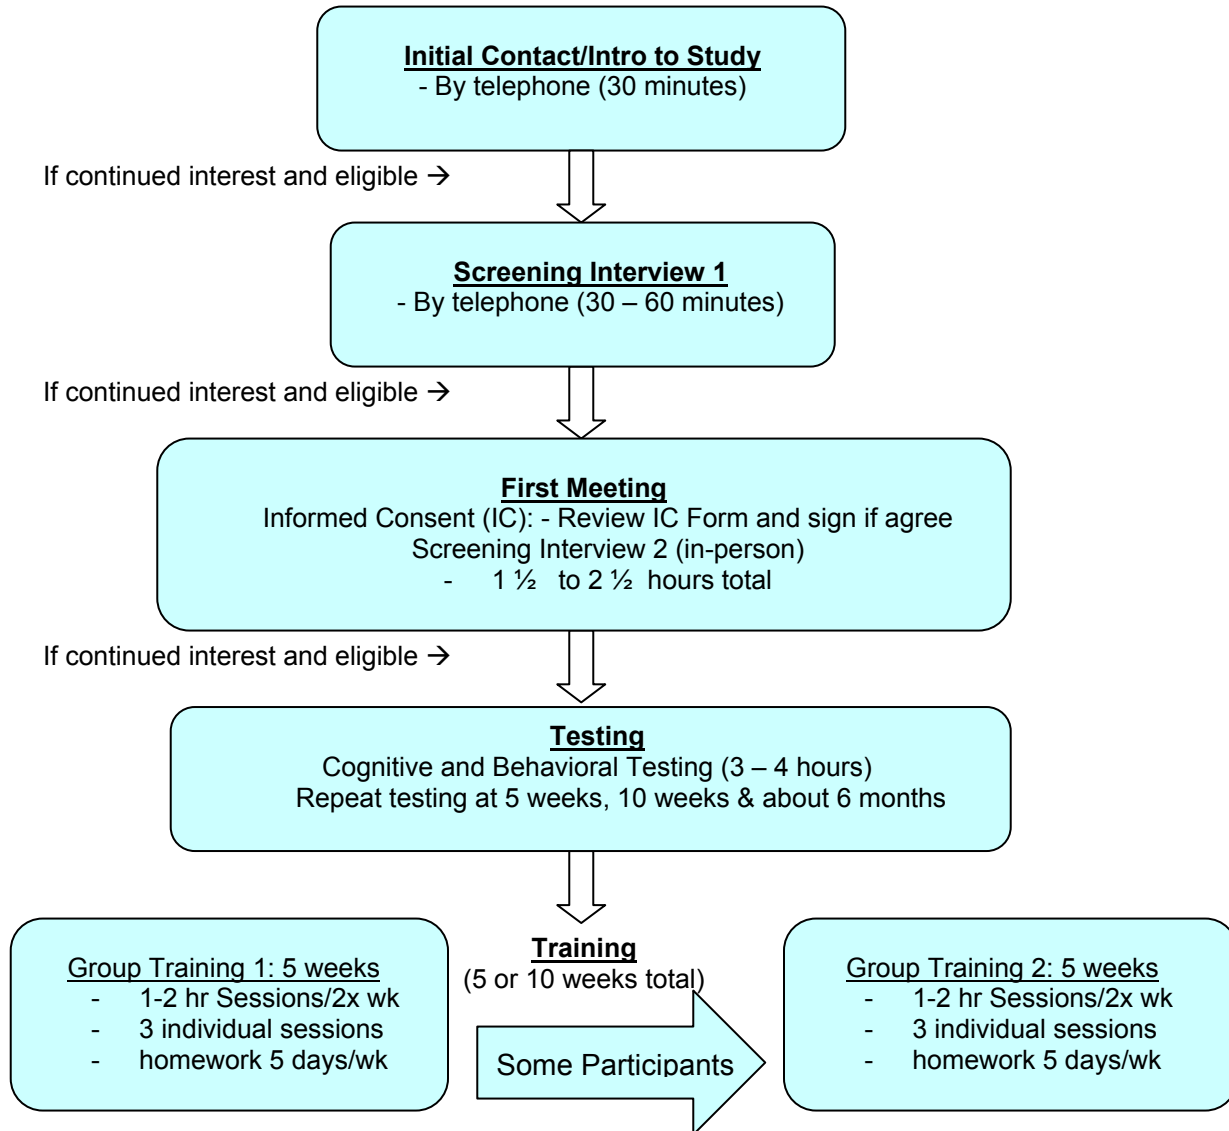 Initial Contact/Intro to Study
- By telephone (30 minutes)
If continued interest and eligible →
Screening Interview 1
- By telephone (30 – 60 minutes)
If continued interest and eligible →
First Meeting
Informed Consent (IC): - Review IC Form and sign if agree
Screening Interview 2 (in-person)
- 1 ½ to 2 ½ hours total
If continued interest and eligible →
Testing
Cognitive and Behavioral Testing (3 – 4 hours)
Repeat testing at 5 weeks, 10 weeks & about 6 months
Training
(5 or 10 weeks total)
Group Training 1: 5 weeks
- 1-2 hr Sessions/2x wk
- 3 individual sessions
- homework 5 days/wk
Some Participants
Group Training 2: 5 weeks
- 1-2 hr Sessions/2x wk
- 3 individual sessions
- homework 5 days/wk